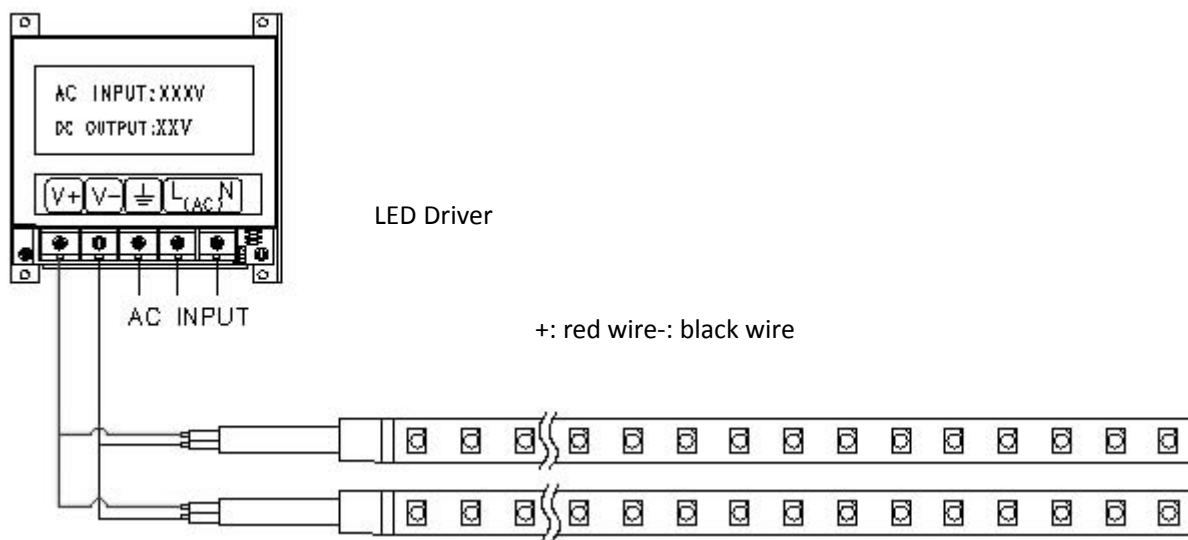 AC INPUT:XXXV
DC OUTPUT:XXV
V+ V- ⏚ L(AC)N
LED Driver
AC INPUT
+: red wire-: black wire